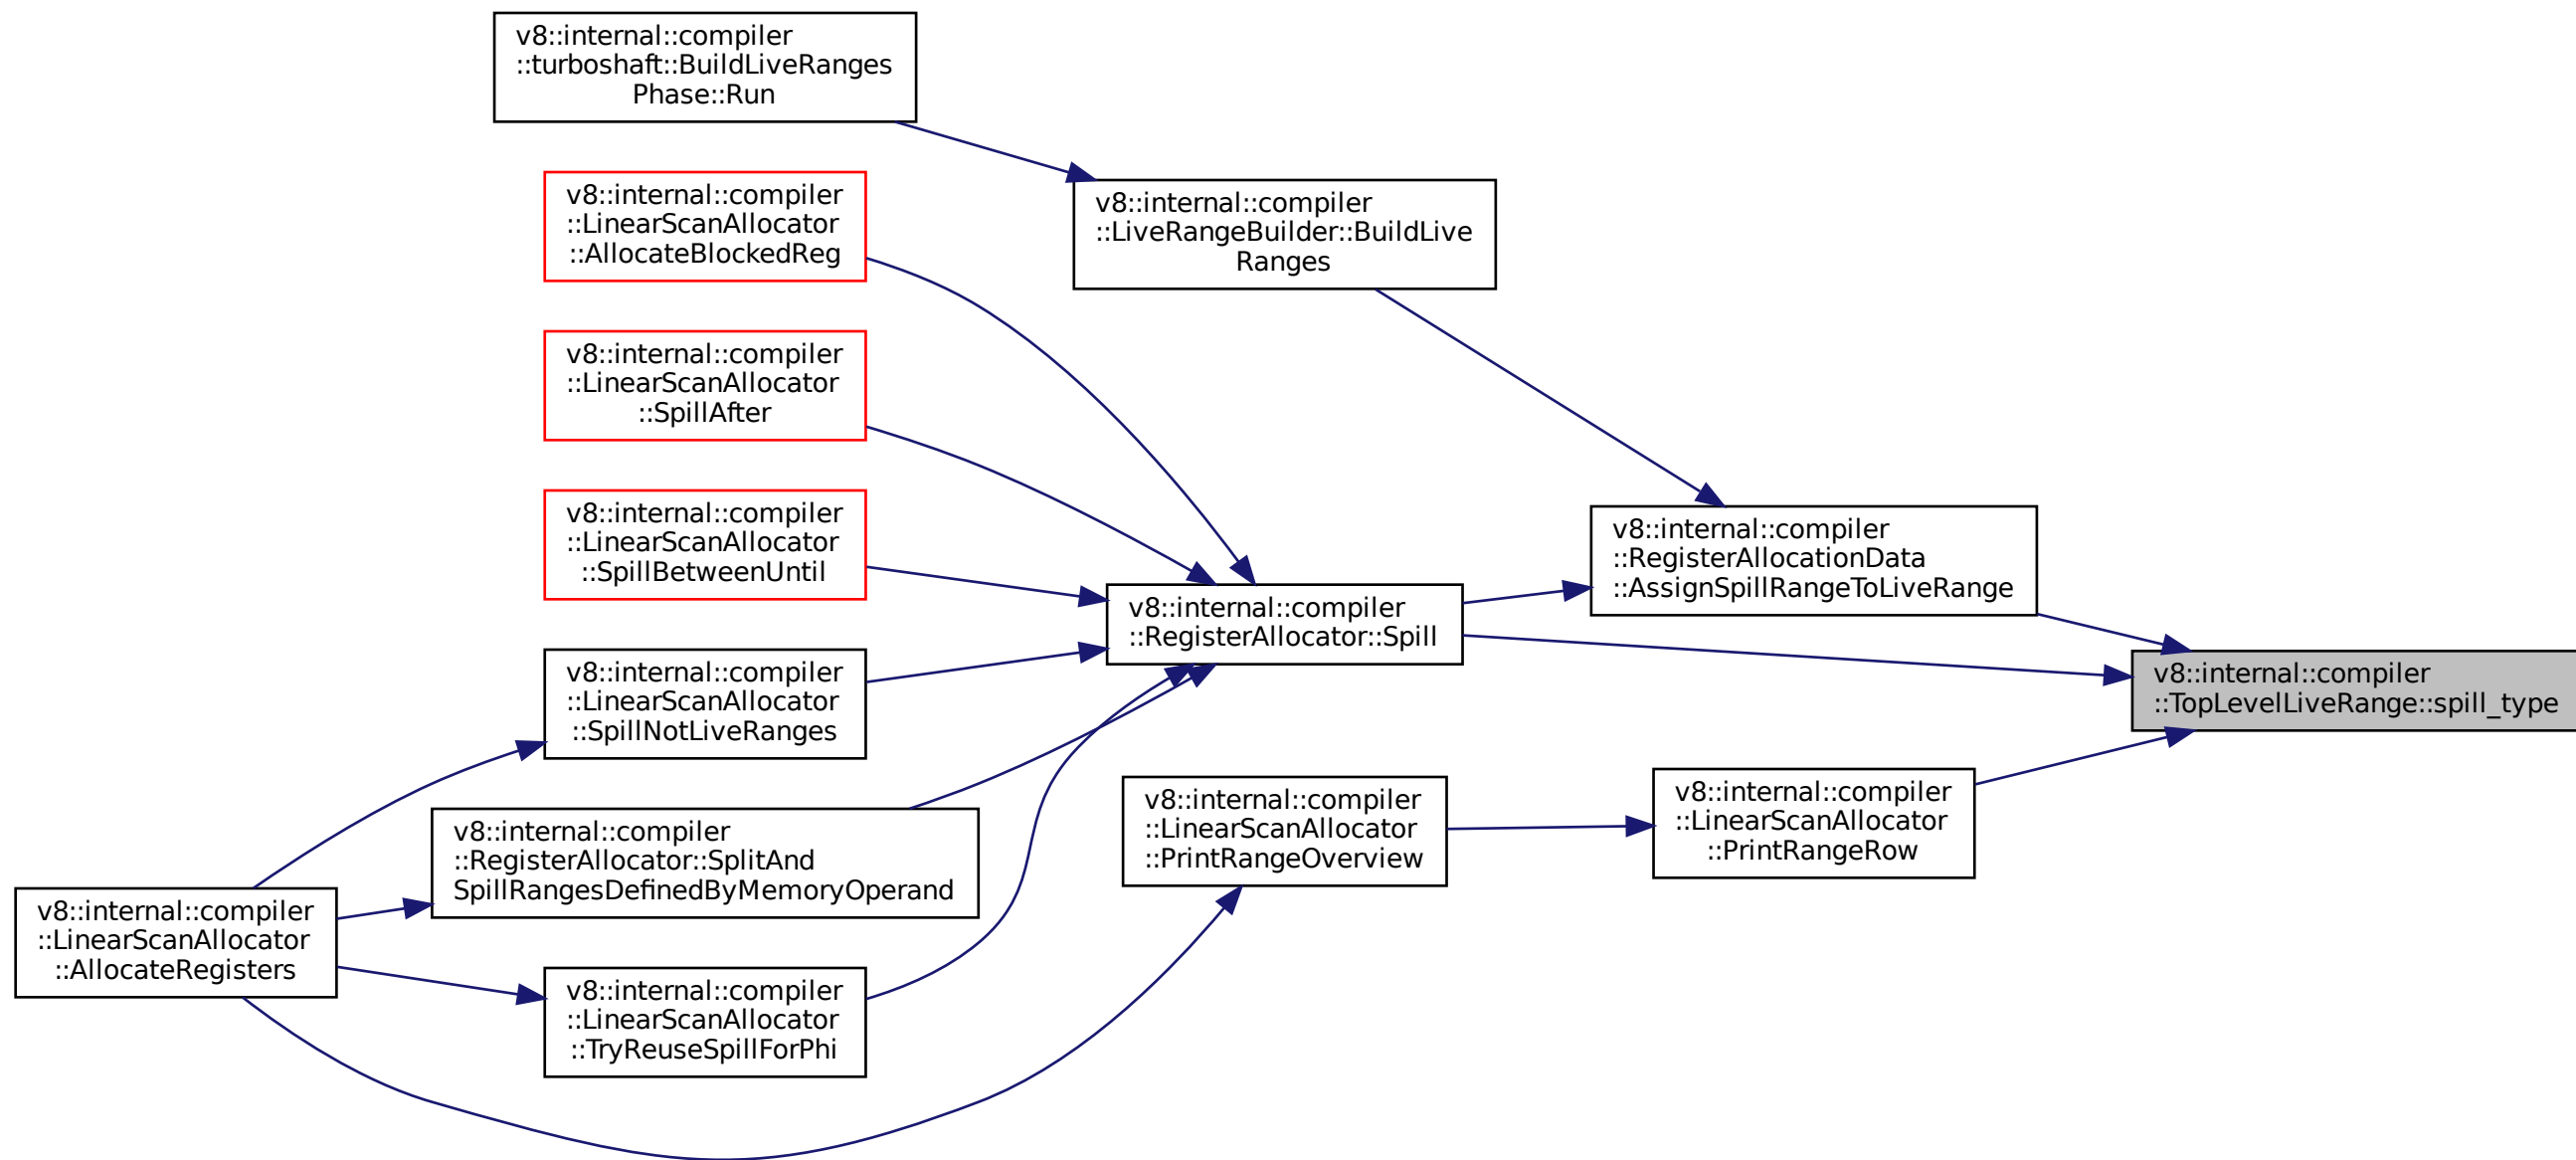 v8::internal::compiler
::turboshaft::BuildLiveRanges
Phase::Run
v8::internal::compiler
::LinearScanAllocator
::AllocateBlockedReg
v8::internal::compiler
::LiveRangeBuilder::BuildLive
Ranges
v8::internal::compiler
::LinearScanAllocator
::SpillAfter
v8::internal::compiler
::LinearScanAllocator
::SpillBetweenUntil
v8::internal::compiler
::RegisterAllocationData
::AssignSpillRangeToLiveRange
v8::internal::compiler
::RegisterAllocator::Spill
v8::internal::compiler
::LinearScanAllocator
::SpillNotLiveRanges
v8::internal::compiler
::TopLevelLiveRange::spill_type
v8::internal::compiler
::LinearScanAllocator
::PrintRangeOverview
v8::internal::compiler
::LinearScanAllocator
::PrintRangeRow
v8::internal::compiler
::RegisterAllocator::SplitAnd
SpillRangesDefinedByMemoryOperand
v8::internal::compiler
::LinearScanAllocator
::AllocateRegisters
v8::internal::compiler
::LinearScanAllocator
::TryReuseSpillForPhi